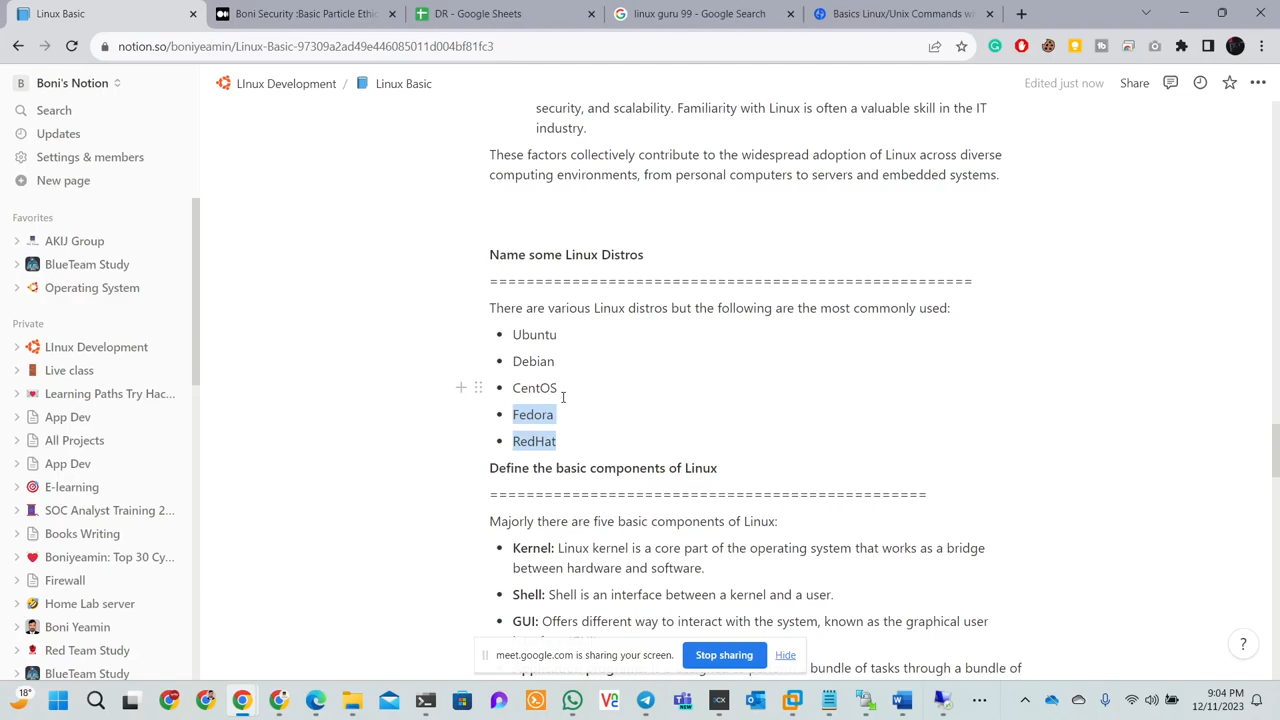 Linux Basic
Boni Security :Basic Particle Ethic
DR - Google Sheets
linux guru 99 - Google Search
Basics Linux/Unix Commands w
notion.so/boniyeamin/Linux-Basic-97309a2ad49e446085011d004bf81fc3
B Boni's Notion
LInux Development / Linux Basic
Edited just now
Share
Search
Updates
Settings & members
New page
Favorites
AKIJ Group
BlueTeam Study
Operating System
Private
LInux Development
Live class
Learning Paths Try Hac...
App Dev
All Projects
App Dev
E-learning
SOC Analyst Training 2...
Books Writing
Boniyeamin: Top 30 Cy...
Firewall
Home Lab server
Boni Yeamin
Red Team Study
BlueTeam Study
security, and scalability. Familiarity with Linux is often a valuable skill in the IT
industry.
These factors collectively contribute to the widespread adoption of Linux across diverse
computing environments, from personal computers to servers and embedded systems.
Name some Linux Distros
=====================================================
There are various Linux distros but the following are the most commonly used:
• Ubuntu
• Debian
• CentOS
• Fedora
• RedHat
Define the basic components of Linux
================================================
Majorly there are five basic components of Linux:
• Kernel: Linux kernel is a core part of the operating system that works as a bridge
between hardware and software.
• Shell: Shell is an interface between a kernel and a user.
• GUI: Offers different way to interact with the system, known as the graphical user
bundle of tasks through a bundle of
meet.google.com is sharing your screen.
Stop sharing
Hide
?
18°
9:04 PM
12/11/2023